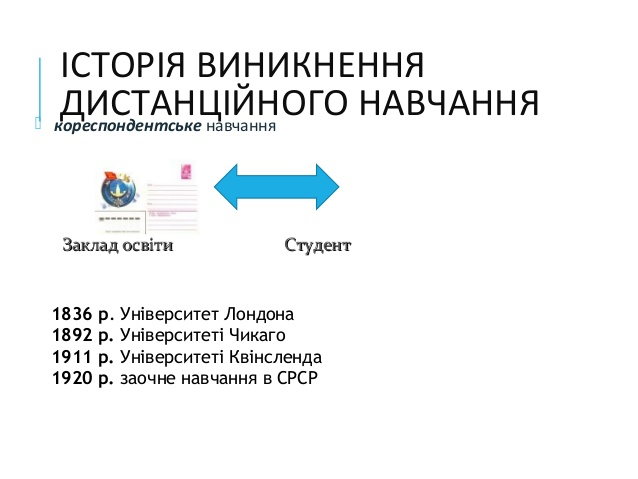 ІСТОРІЯ ВИНИКНЕННЯ
ДИСТАНЦІЙНОГО НАВЧАННЯ
кореспондентське навчання
Заклад освіти
Студент
1836 р. Університет Лондона
1892 р. Університеті Чикаго
1911 р. Університеті Квінсленда
1920 р. заочне навчання в СРСР